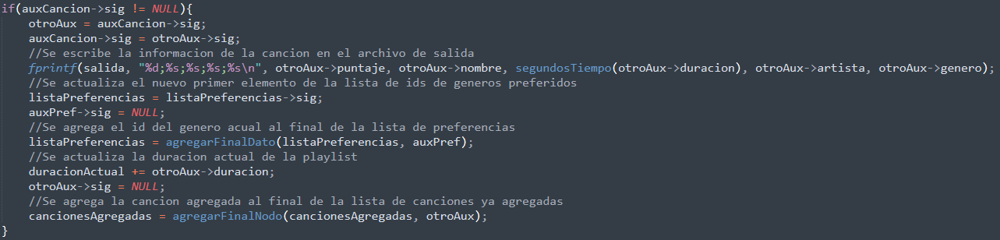 if(auxCancion->sig != NULL){
    otroAux = auxCancion->sig;
    auxCancion->sig = otroAux->sig;
    //Se escribe la informacion de la cancion en el archivo de salida
    fprintf(salida, "%d;%s;%s;%s;%s\n", otroAux->puntaje, otroAux->nombre, segundosTiempo(otroAux->duracion), otroAux->artista, otroAux->genero);
    //Se actualiza el nuevo primer elemento de la lista de ids de generos preferidos
    listaPreferencias = listaPreferencias->sig;
    auxPref->sig = NULL;
    //Se agrega el id del genero acual al final de la lista de preferencias
    listaPreferencias = agregarFinalDato(listaPreferencias, auxPref);
    //Se actualiza la duracion actual de la playlist
    duracionActual += otroAux->duracion;
    otroAux->sig = NULL;
    //Se agrega la cancion agregada al final de la lista de canciones ya agregadas
    cancionesAgregadas = agregarFinalNodo(cancionesAgregadas, otroAux);
}